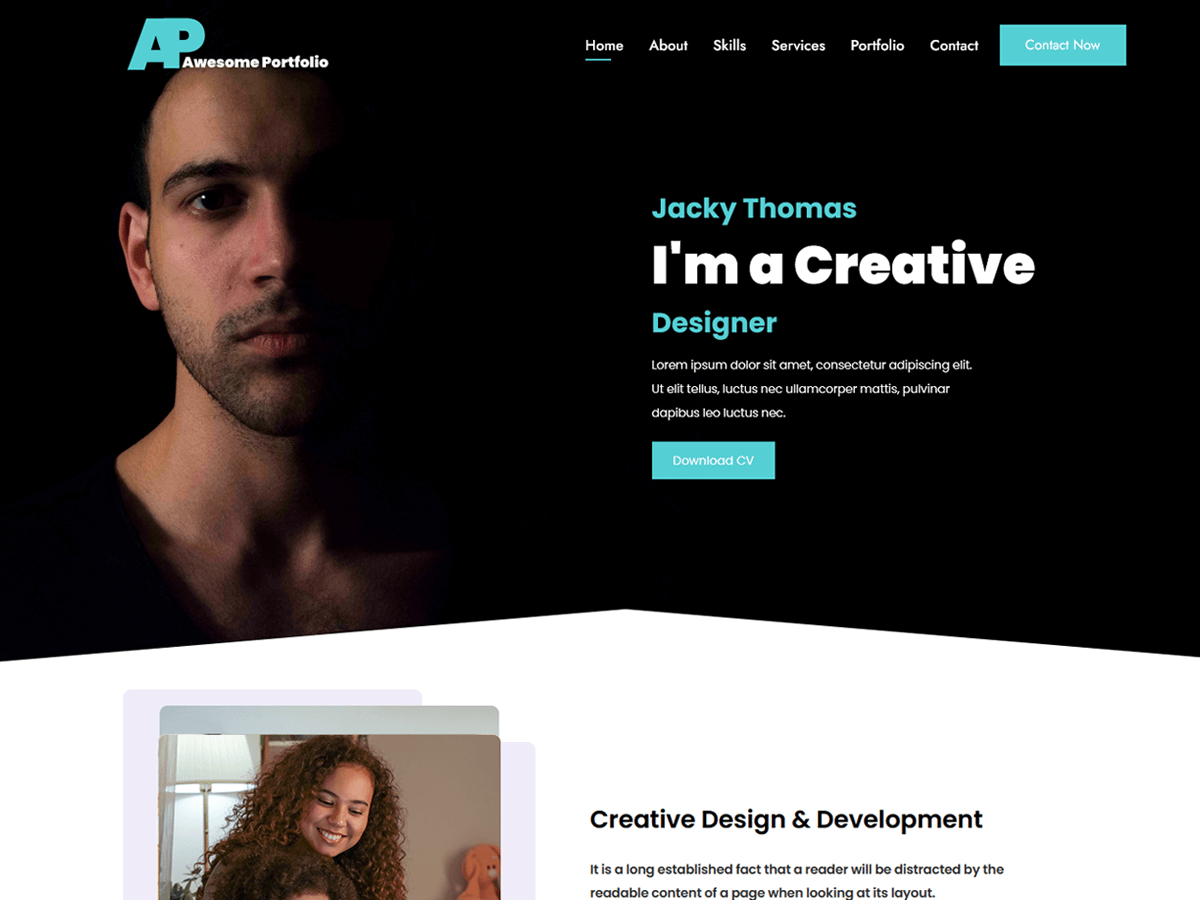 AP
Awesome Portfolio
Home About Skills Services Portfolio Contact Contact Now
Jacky Thomas
I'm a Creative
Designer
Lorem ipsum dolor sit amet, consectetur adipiscing elit.
Ut elit tellus, luctus nec ullamcorper mattis, pulvinar
dapibus leo luctus nec.
Download CV
Creative Design & Development
It is a long established fact that a reader will be distracted by the
readable content of a page when looking at its layout.